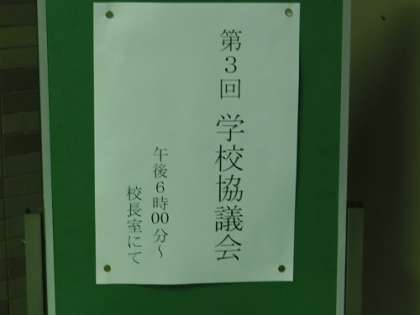 第3回 学校協議会
午後6時00分～
校長室にて